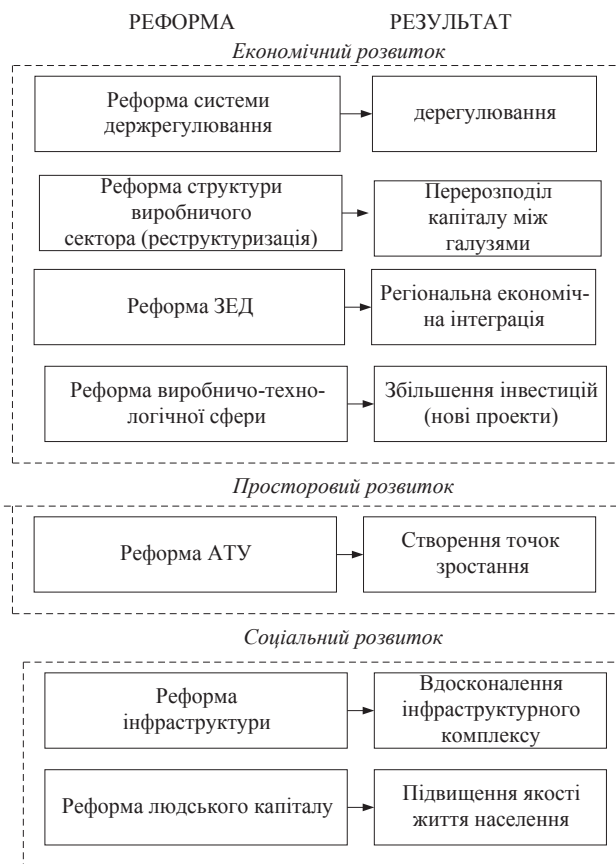 РЕФОРМА РЕЗУЛЬТАТ
Економічний розвиток
Реформа системи
держрегулювання
дерегулювання
Реформа структури
виробничого
сектора (реструктуризація)
Перерозподіл
капіталу між
галузями
Реформа ЗЕД
Регіональна економіч-
на інтеграція
Реформа виробничо-техно-
логічної сфери
Збільшення інвестицій
(нові проекти)
Просторовий розвиток
Реформа АТУ
Створення точок
зростання
Соціальний розвиток
Реформа
інфраструктури
Вдосконалення
інфраструктурного
комплексу
Реформа людського капіталу
Підвищення якості
життя населення